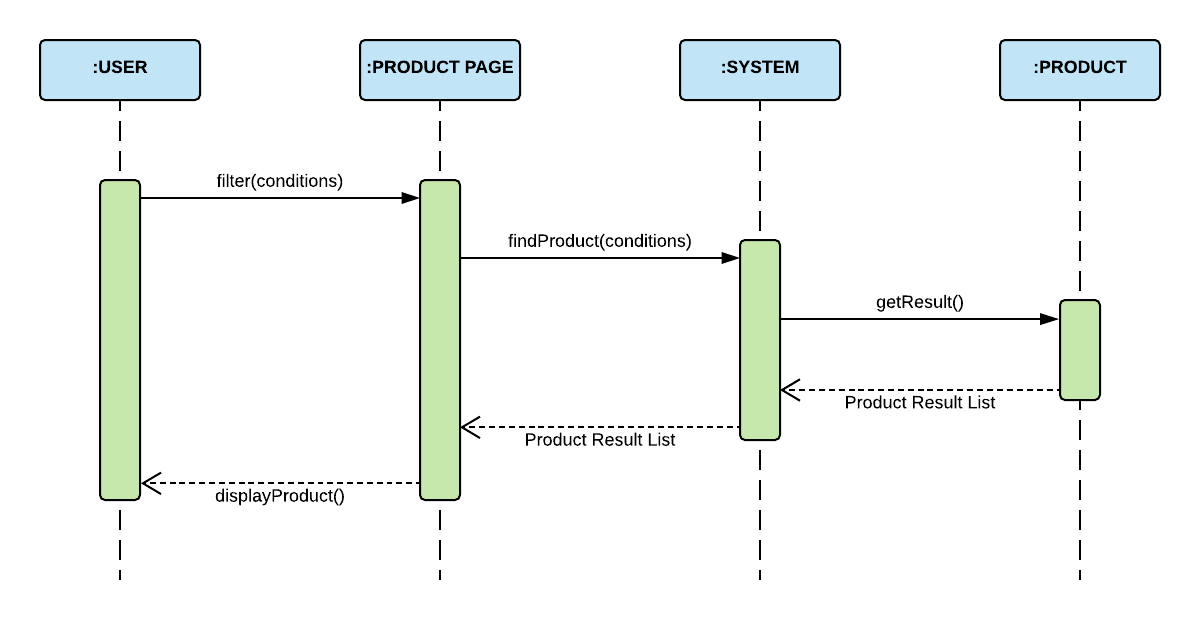 :USER
:PRODUCT PAGE
:SYSTEM
:PRODUCT
filter(conditions)
findProduct(conditions)
getResult()
Product Result List
Product Result List
displayProduct()